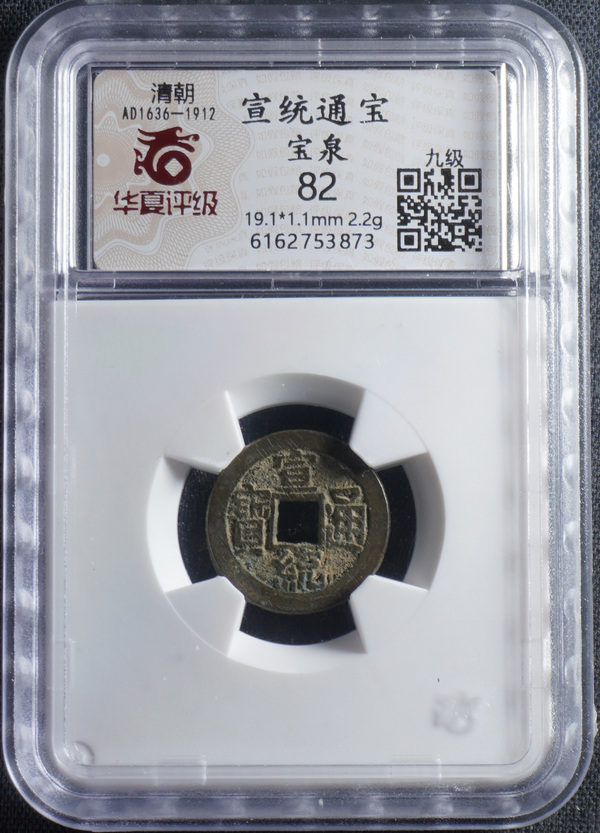 清朝
AD1636—1912
华夏评级
宣统通宝
宝泉
82
19.1*1.1mm 2.2g
6162753873
九级
宣
統
通
寶